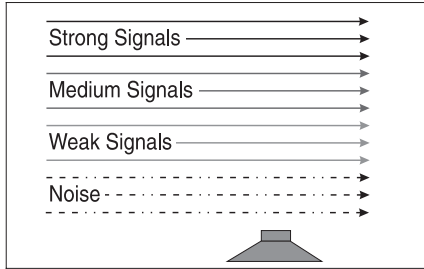 Strong Signals
Medium Signals
Weak Signals
Noise